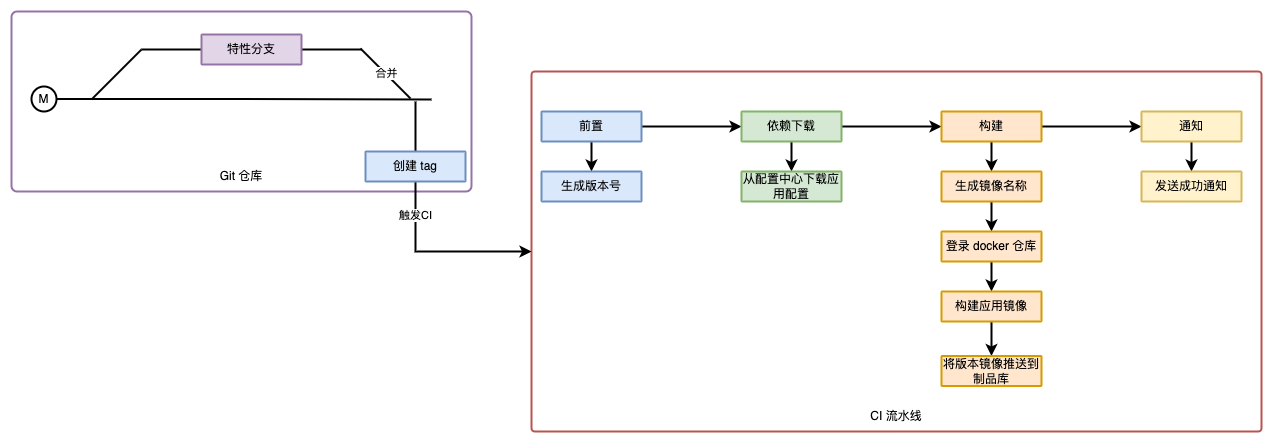 特性分支
合并
M
创建 tag
Git 仓库
触发CI
前置
依赖下载
构建
通知
生成版本号
从配置中心下载应
用配置
生成镜像名称
发送成功通知
登录 docker 仓库
构建应用镜像
将版本镜像推送到
制品库
CI 流水线